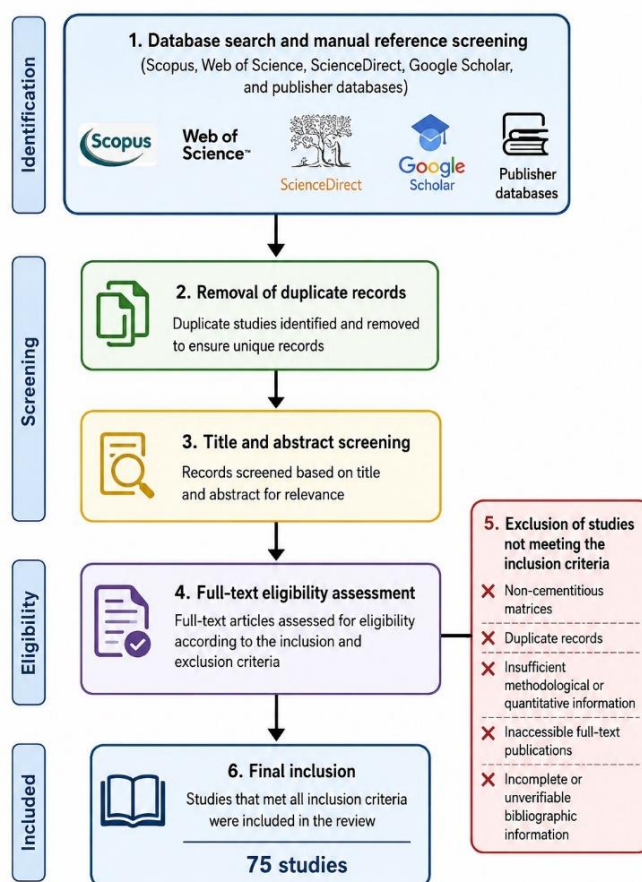 Identification
1. Database search and manual reference screening
(Scopus, Web of Science, ScienceDirect, Google Scholar,
and publisher databases)
Scopus
Web of
Science™
ScienceDirect
Google
Scholar
Publisher
databases
Screening
2. Removal of duplicate records
Duplicate studies identified and removed
to ensure unique records
3. Title and abstract screening
Records screened based on title
and abstract for relevance
Eligibility
4. Full-text eligibility assessment
Full-text articles assessed for eligibility
according to the inclusion and
exclusion criteria
5. Exclusion of studies
not meeting the
inclusion criteria
Non-cementitious
matrices
Duplicate records
Insufficient
methodological or
quantitative information
Inaccessible full-text
publications
Incomplete or
unverifiable
bibliographic
information
Included
6. Final inclusion
Studies that met all inclusion criteria
were included in the review
75 studies